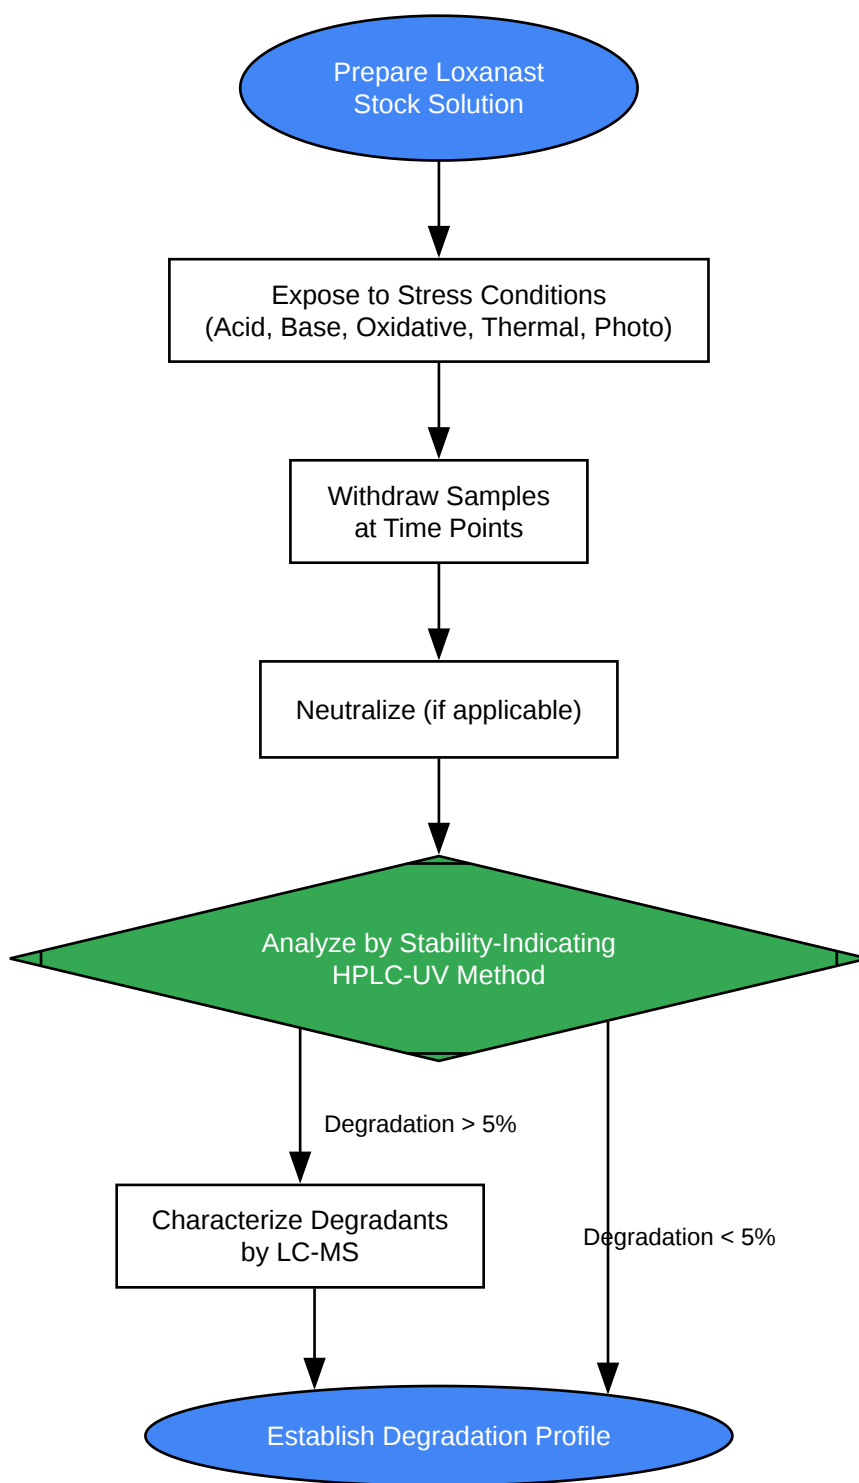 Prepare Loxanast
Stock Solution
Expose to Stress Conditions
(Acid, Base, Oxidative, Thermal, Photo)
Withdraw Samples
at Time Points
Neutralize (if applicable)
Analyze by Stability-Indicating
HPLC-UV Method
Degradation > 5%
Characterize Degradants
by LC-MS
Degradation < 5%
Establish Degradation Profile